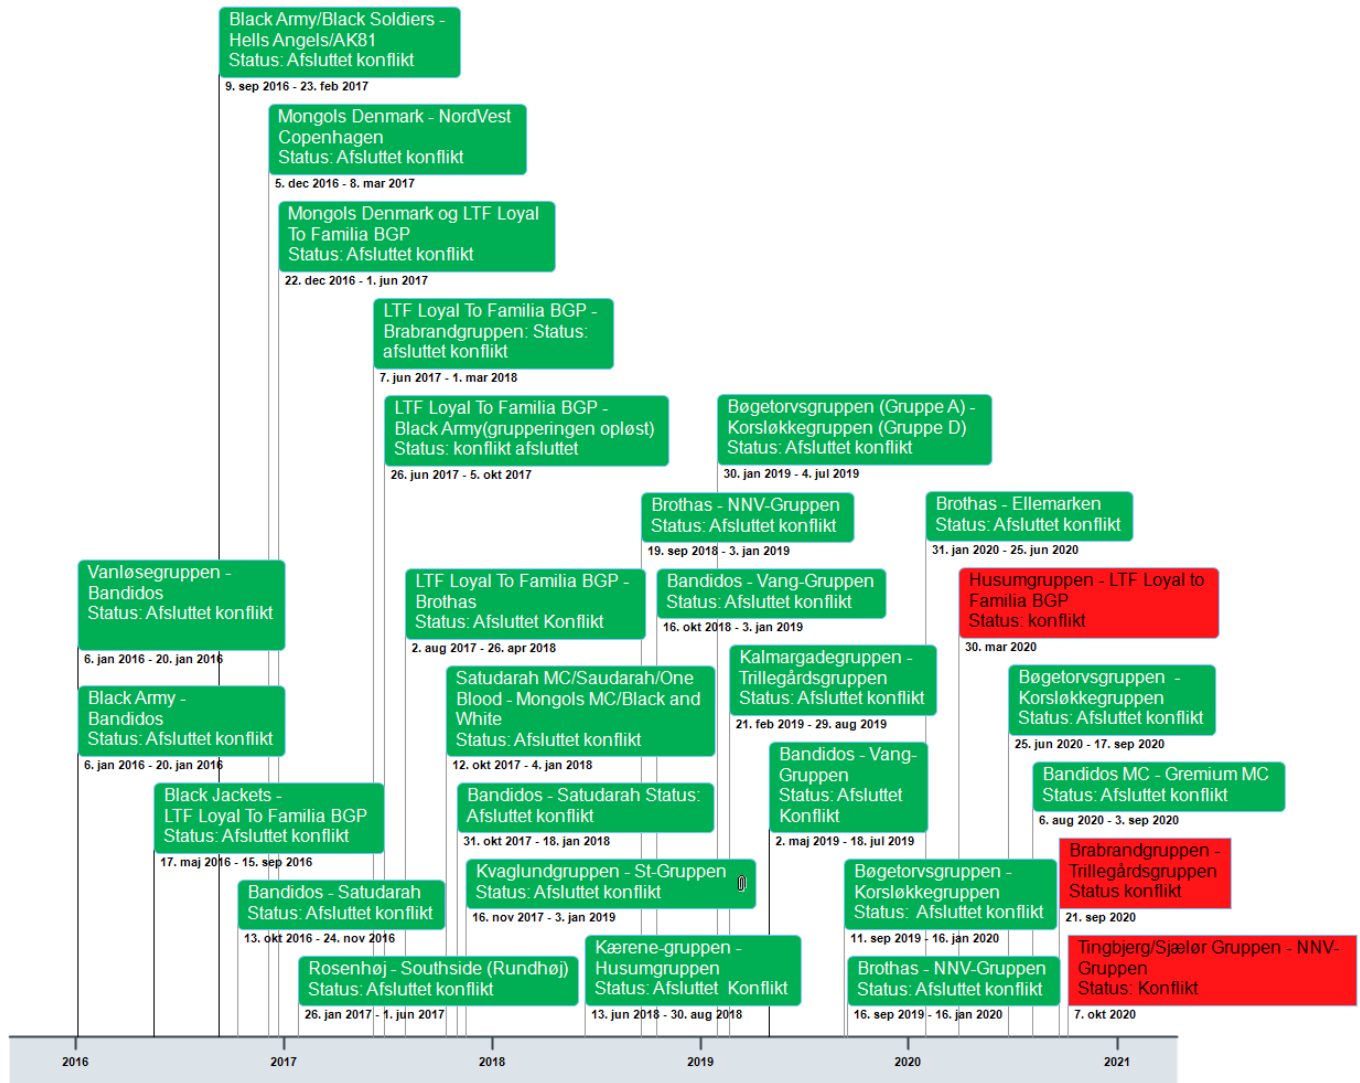 Black Army/Black Soldiers -
Hells Angels/AK81
Status: Afsluttet konflikt
9. sep 2016 - 23. feb 2017
Mongols Denmark - NordVest
Copenhagen
Status: Afsluttet konflikt
5. dec 2016 - 8. mar 2017
Mongols Denmark og LTF Loyal
To Familia BGP
Status: Afsluttet konflikt
22. dec 2016 - 1. jun 2017
LTF Loyal To Familia BGP -
Brabrandgruppen: Status:
afsluttet konflikt
7. jun 2017 - 1. mar 2018
LTF Loyal To Familia BGP -
Black Army(grupperingen opløst)
Status: konflikt afsluttet
26. jun 2017 - 5. okt 2017
Bøgetorvsgruppen (Gruppe A) -
Korsløkkegruppen (Gruppe D)
Status: Afsluttet konflikt
30. jan 2019 - 4. jul 2019
Brothas - NNV-Gruppen
Status: Afsluttet konflikt
19. sep 2018 - 3. jan 2019
Brothas - Ellemarken
Status: Afsluttet konflikt
31. jan 2020 - 25. jun 2020
Vanløsegruppen -
Bandidos
Status: Afsluttet konflikt
6. jan 2016 - 20. jan 2016
LTF Loyal To Familia BGP -
Brothas
Status: Afsluttet Konflikt
2. aug 2017 - 26. apr 2018
Bandidos - Vang-Gruppen
Status: Afsluttet konflikt
16. okt 2018 - 3. jan 2019
Husumgruppen - LTF Loyal to
Familia BGP
Status: konflikt
30. mar 2020
Kalmargadegruppen -
Trillegårdsgruppen
Status: Afsluttet konflikt
21. feb 2019 - 29. aug 2019
Satudarah MC/Saudarah/One
Blood - Mongols MC/Black and
White
Status: Afsluttet konflikt
12. okt 2017 - 4. jan 2018
Bøgetorvsgruppen -
Korsløkkegruppen
Status: Afsluttet konflikt
25. jun 2020 - 17. sep 2020
Black Army -
Bandidos
Status: Afsluttet konflikt
6. jan 2016 - 20. jan 2016
Bandidos - Vang-
Gruppen
Status: Afsluttet
Konflikt
2. maj 2019 - 18. jul 2019
Bandidos MC - Gremium MC
Status: Afsluttet konflikt
6. aug 2020 - 3. sep 2020
Black Jackets -
LTF Loyal To Familia BGP
Status: Afsluttet konflikt
17. maj 2016 - 15. sep 2016
Bandidos - Satudarah Status:
Afsluttet konflikt
31. okt 2017 - 18. jan 2018
Brabrandgruppen -
Trillegårdsgruppen
Status konflikt
21. sep 2020
Kvaglundgruppen - St-Gruppen
Status: Afsluttet konflikt
16. nov 2017 - 3. jan 2019
Bøgetorvsgruppen -
Korsløkkegruppen
Status: Afsluttet konflikt
11. sep 2019 - 16. jan 2020
Bandidos - Satudarah
Status: Afsluttet konflikt
13. okt 2016 - 24. nov 2016
Kærene-gruppen -
Husumgruppen
Status: Afsluttet Konflikt
13. jun 2018 - 30. aug 2018
Tingbjerg/Sjælør Gruppen - NNV-
Gruppen
Status: Konflikt
7. okt 2020
Rosenhøj - Southside (Rundhøj)
Status: Afsluttet konflikt
26. jan 2017 - 1. jun 2017
Brothas - NNV-Gruppen
Status: Afsluttet konflikt
16. sep 2019 - 16. jan 2020
2016 2017 2018 2019 2020 2021